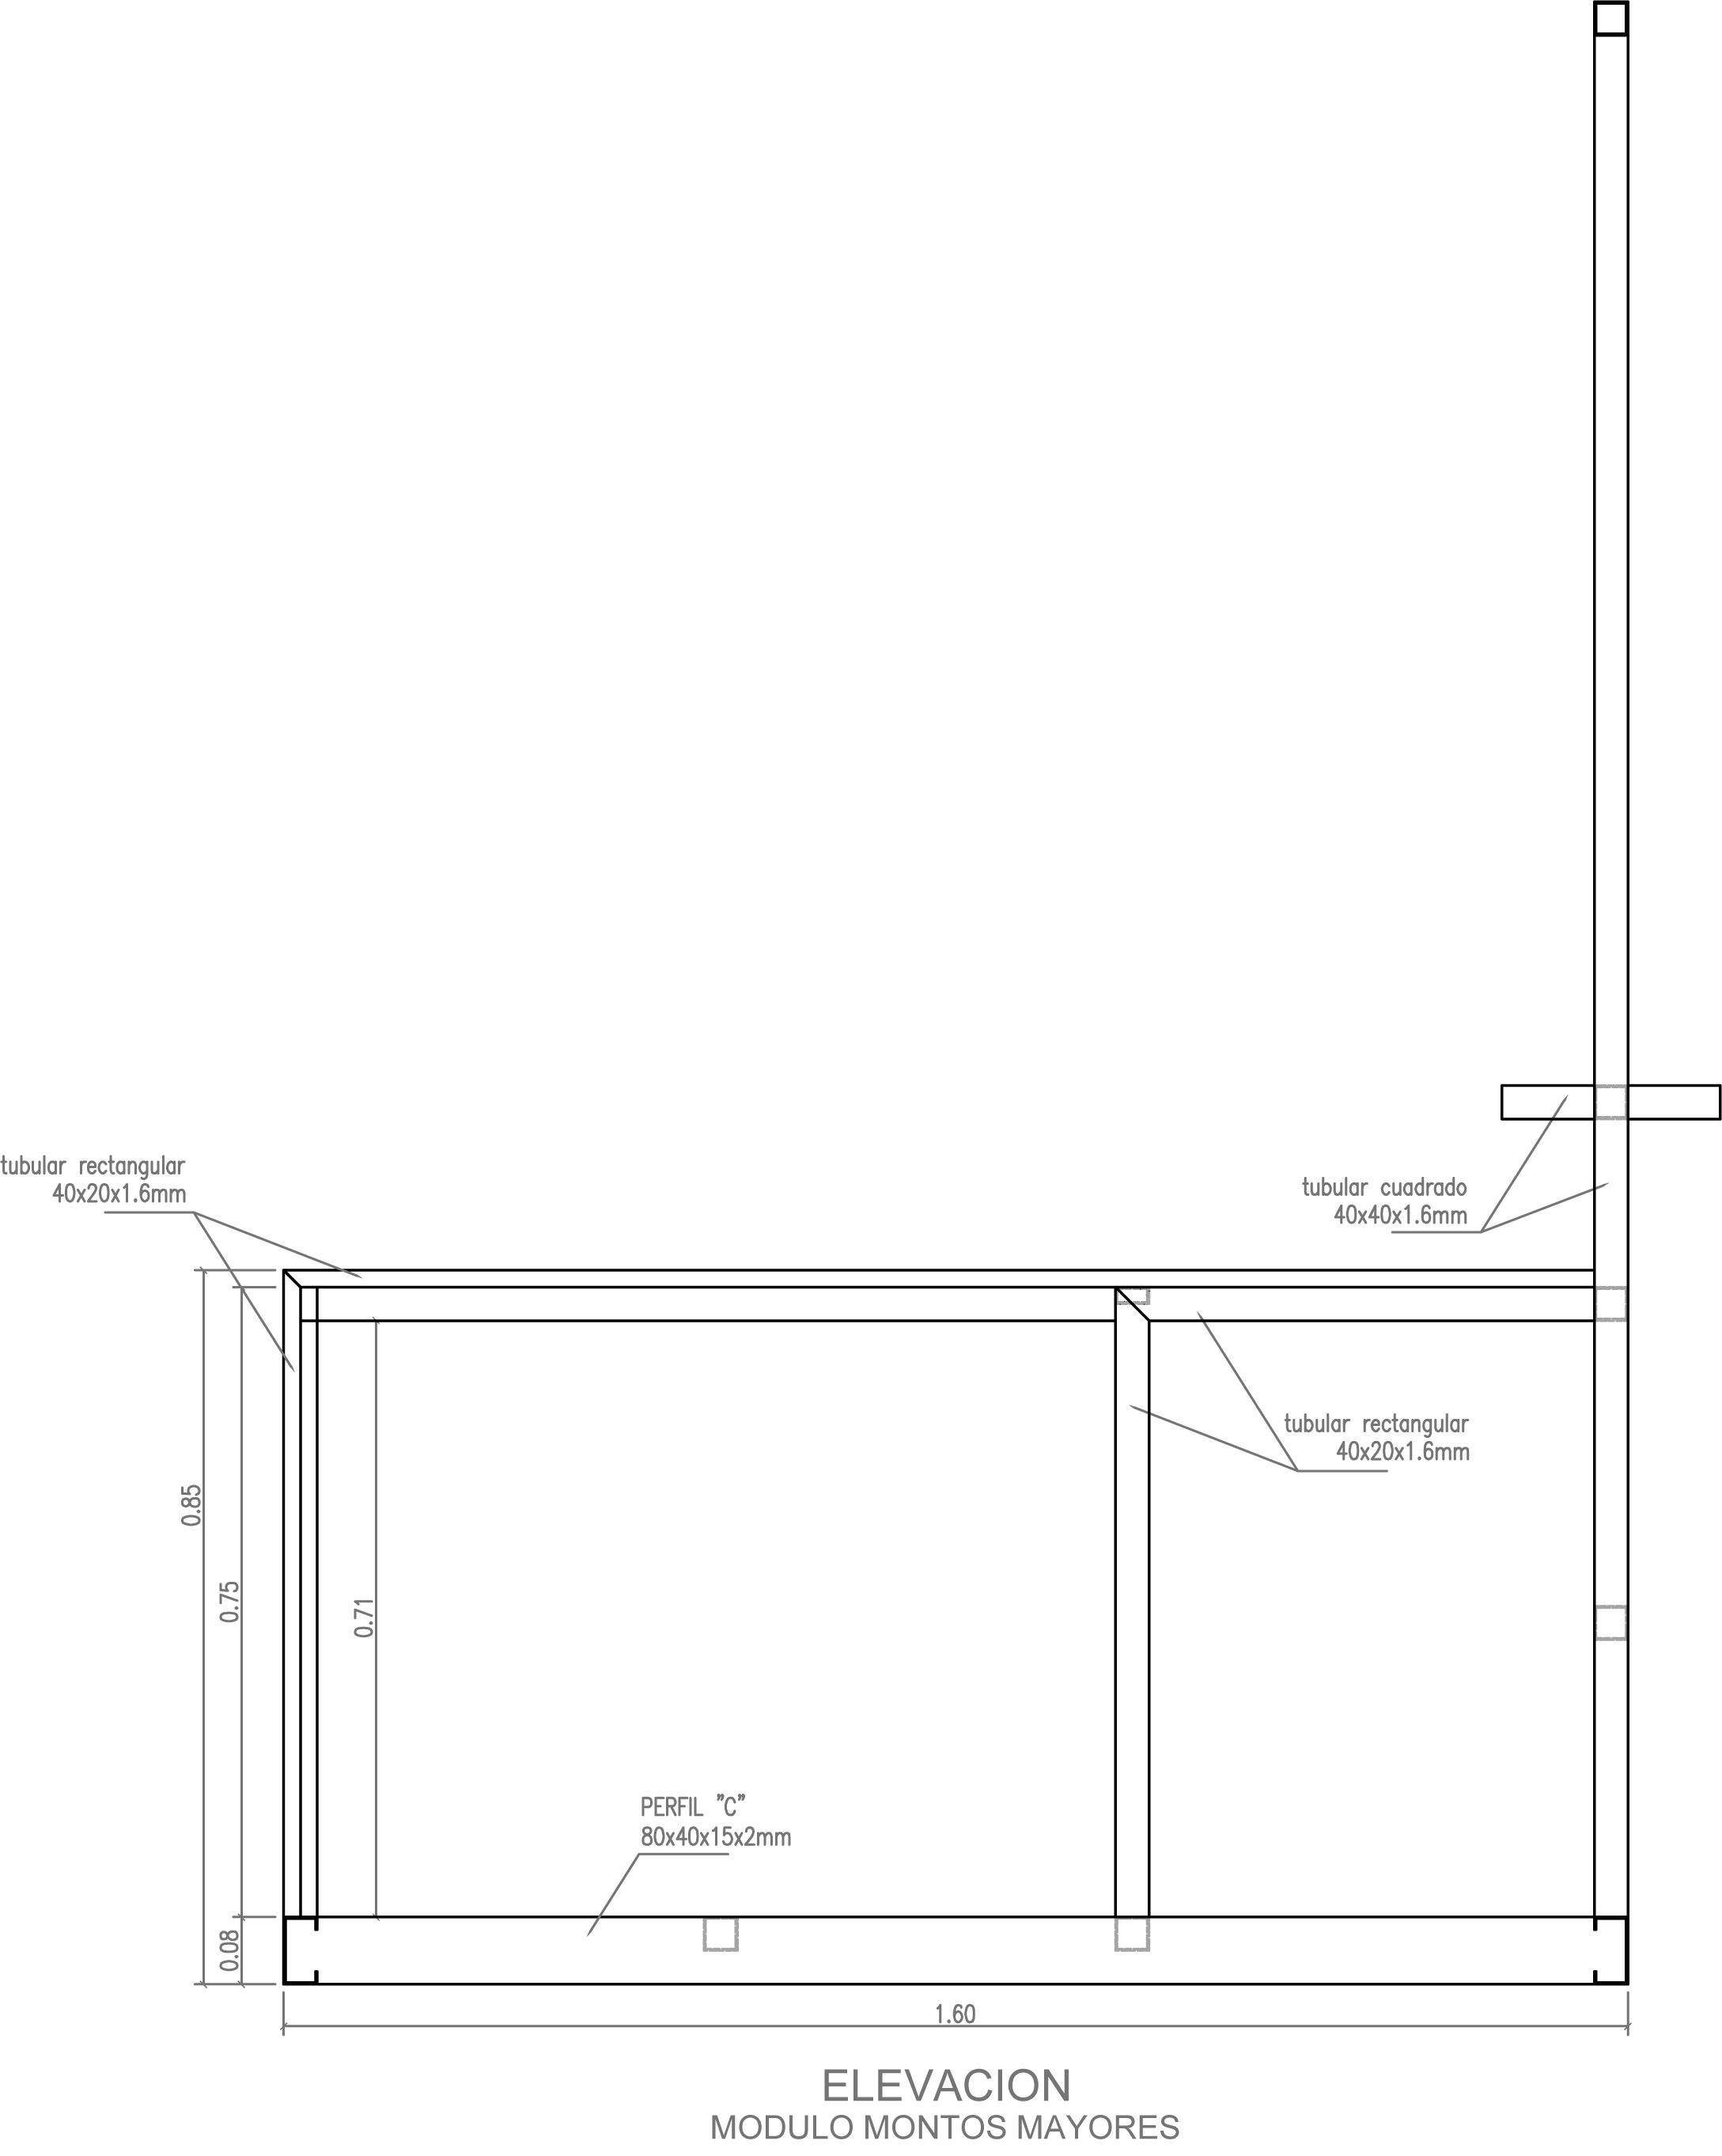 tubular rectangular
40x20x1.6mm
tubular cuadrado
40x40x1.6mm
tubular rectangular
40x20x1.6mm
0.85
0.75
0.71
PERFIL "C"
80x40x15x2mm
0.08
1.60
ELEVACION
MODULO MONTOS MAYORES